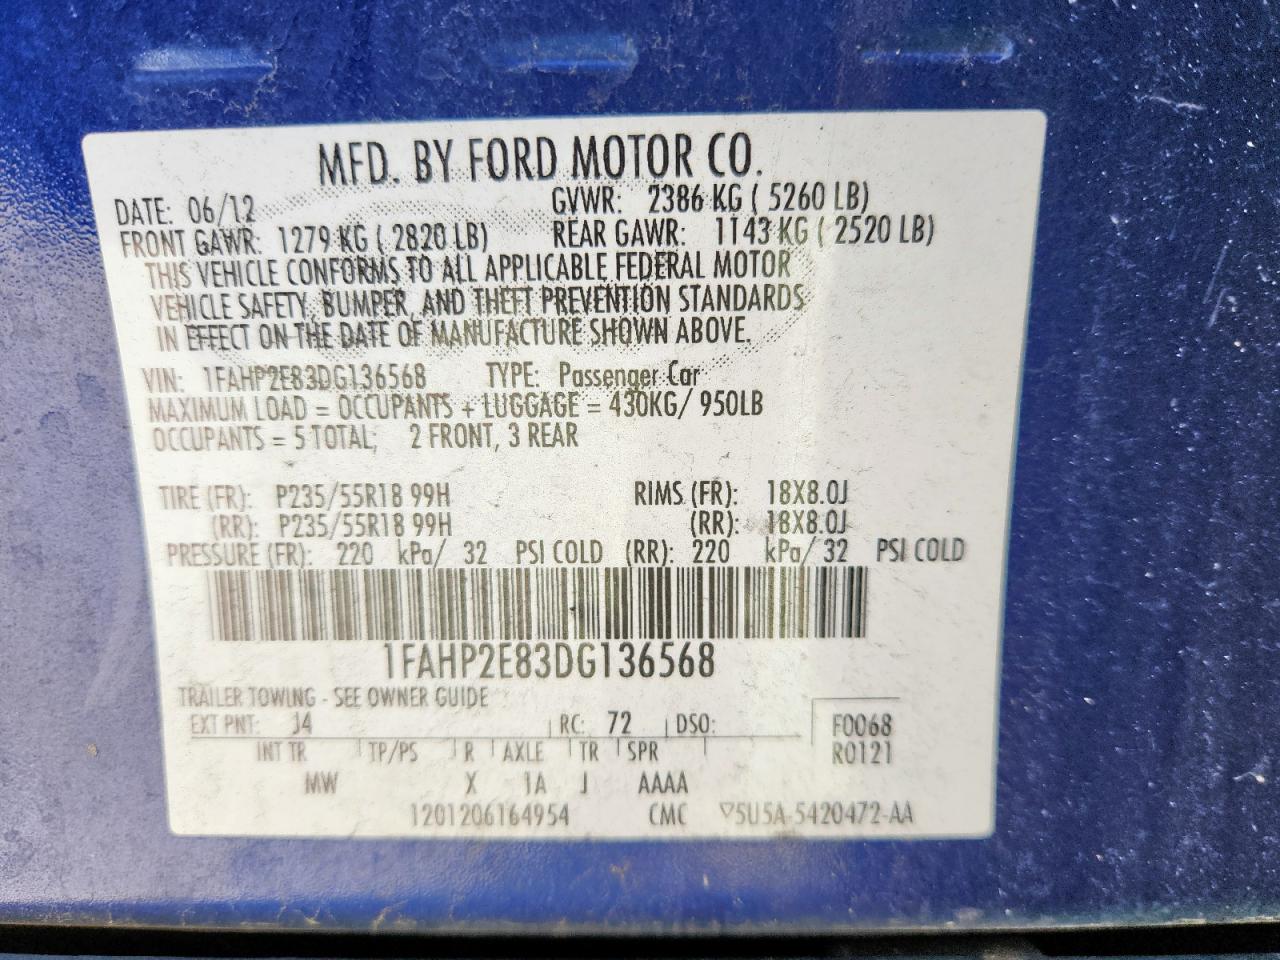 MFD. BY FORD MOTOR CO.
DATE: 06/12 GVWR: 2386 KG ( 5260 LB)
FRONT GAWR: 1279 KG ( 2820 LB) REAR GAWR: 1143 KG ( 2520 LB)
THIS VEHICLE CONFORMS TO ALL APPLICABLE FEDERAL MOTOR
VEHICLE SAFETY, BUMPER, AND THEFT PREVENTION STANDARDS
IN EFFECT ON THE DATE OF MANUFACTURE SHOWN ABOVE.
VIN: 1FAHP2E83DG136568 TYPE: Passenger Car
MAXIMUM LOAD = OCCUPANTS + LUGGAGE = 430KG/ 950LB
OCCUPANTS = 5 TOTAL; 2 FRONT, 3 REAR
TIRE (FR): P235/55R18 99H RIMS (FR): 18X8.0J
(RR): P235/55R18 99H (RR): 18X8.0J
PRESSURE (FR): 220 kPa/ 32 PSI COLD (RR): 220 kPa/ 32 PSI COLD
1FAHP2E83DG136568
TRAILER TOWING - SEE OWNER GUIDE
EXT PNT: J4 RC: 72 DSO: F0068
INT TR TP/PS R AXLE TR SPR R0121
MW X 1A J AAAA
1201206164954 CMC ▽5U5A-5420472-AA